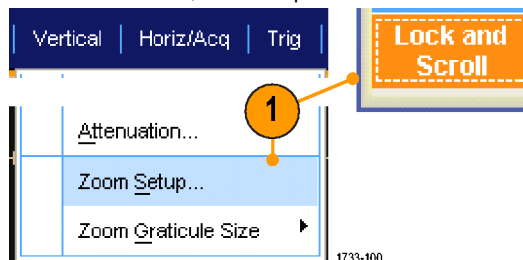 Vertical | Horiz/Acq | Trig
Lock and
Scroll
1
Attenuation...
Zoom Setup...
Zoom Graticule Size
1733-100